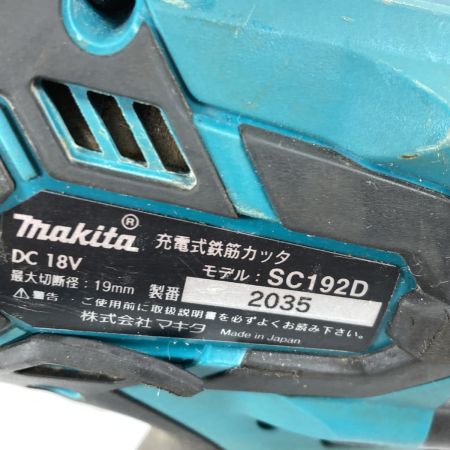 makita® 充電式鉄筋カッタ
DC 18V モデル: SC192D
最大切断径:19mm 製番 2035
⚠警告 ご使用前に取扱説明書を必ずよくお読み下さい。
株式会社マキタ Made in Japan